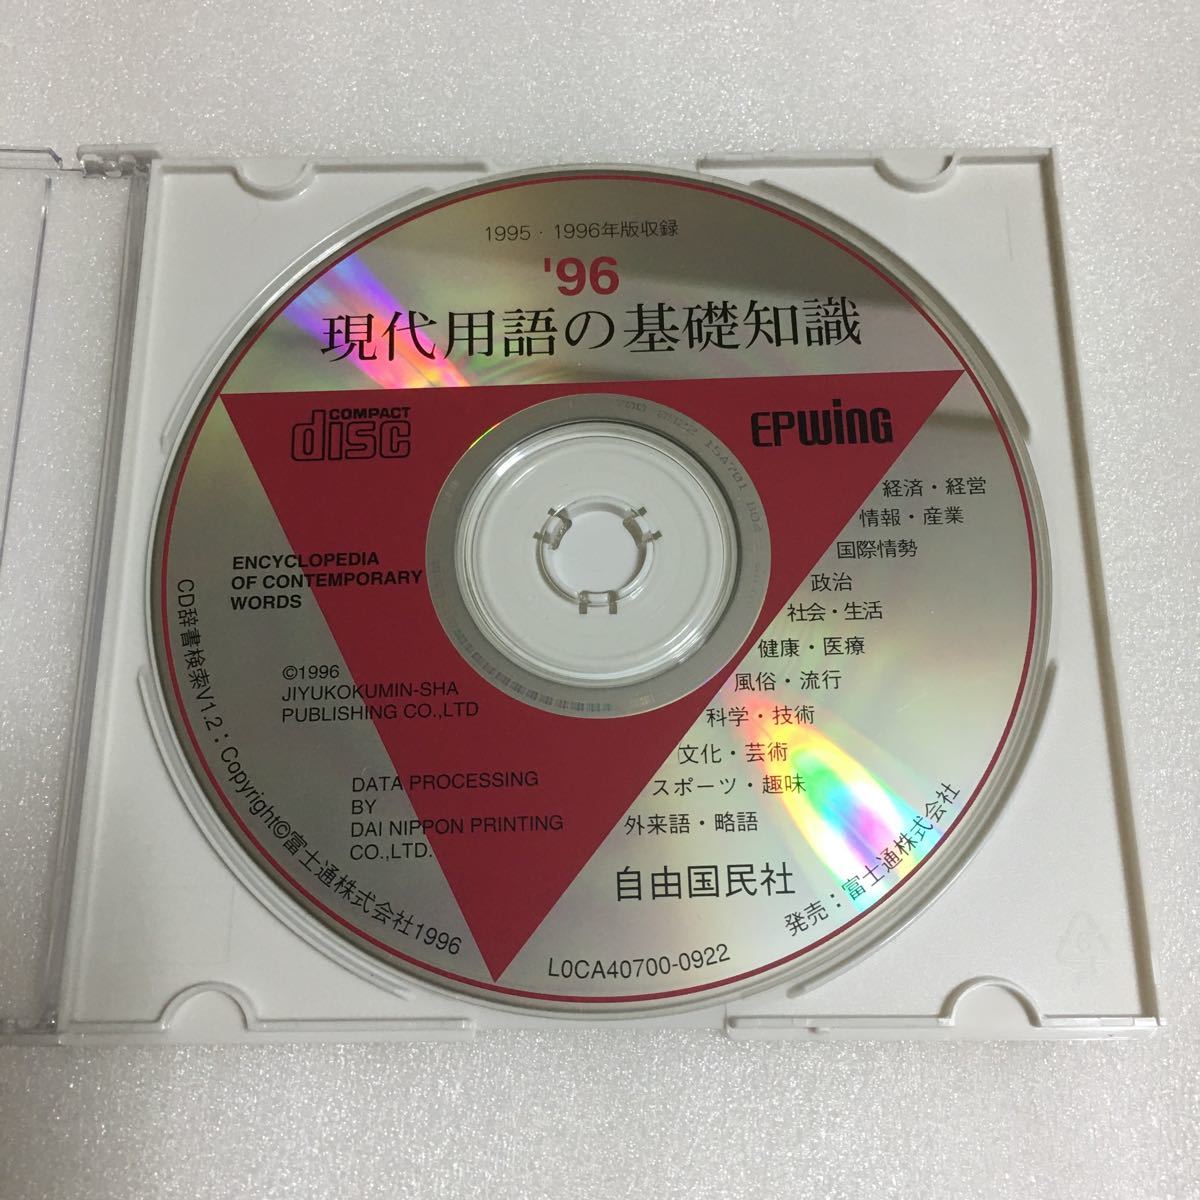 1995・1996年版収録
'96
現代用語の基礎知識
COMPACT
disc
EPWING
経済・経営
情報・産業
国際情勢
政治
社会・生活
健康・医療
風俗・流行
科学・技術
文化・芸術
スポーツ・趣味
外来語・略語
ENCYCLOPEDIA
OF CONTEMPORARY
WORDS
©1996
JIYUKOKUMIN-SHA
PUBLISHING CO.,LTD
DATA PROCESSING
BY
DAI NIPPON PRINTING
CO.,LTD.
自由国民社
CD辞書検索V1.2：Copyright©富士通株式会社1996
L0CA40700-0922
発売：富士通株式会社